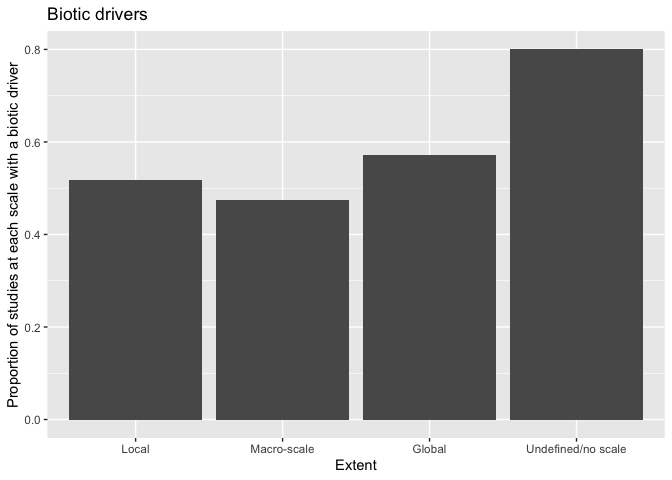 Biotic drivers
Proportion of studies at each scale with a biotic driver
0.8
0.6
0.4
0.2
0.0
Local
Macro-scale
Global
Undefined/no scale
Extent